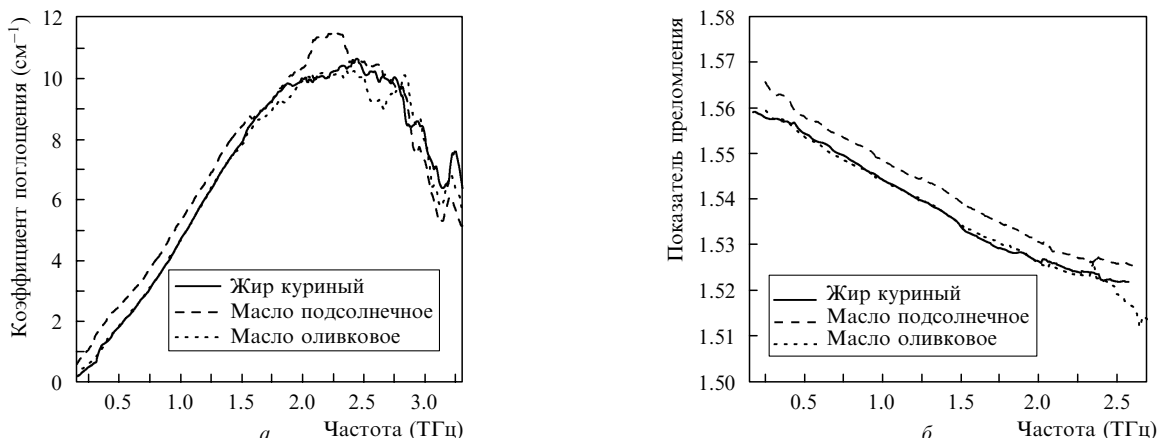 Коэффициент поглощения (см⁻¹)
12
10
8
6
4
2
0
Жир куриный
Масло подсолнечное
Масло оливковое
0.5 1.0 1.5 2.0 2.5 3.0
а Частота (ТГц)
Показатель преломления
1.58
1.57
1.56
1.55
1.54
1.53
1.52
1.51
1.50
Жир куриный
Масло подсолнечное
Масло оливковое
0.5 1.0 1.5 2.0 2.5
б Частота (ТГц)